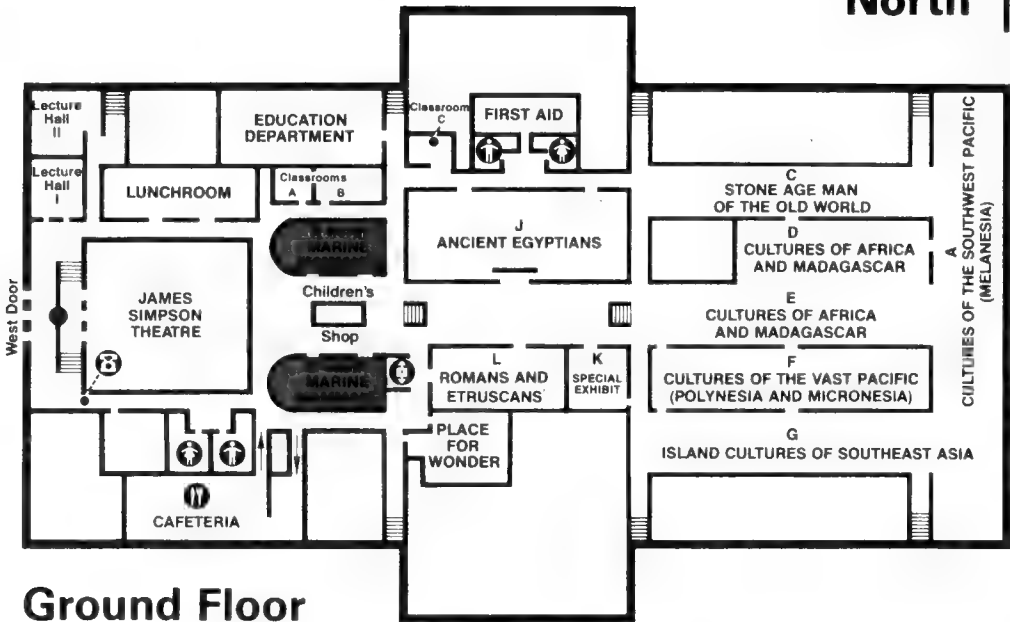 North
Lecture
Hall
II
EDUCATION
DEPARTMENT
Classroom
C
FIRST AID
Lecture
Hall
I
LUNCHROOM
Classrooms
A B
MARINE
J
ANCIENT EGYPTIANS
C
STONE AGE MAN
OF THE OLD WORLD
D
CULTURES OF AFRICA
AND MADAGASCAR
A
CULTURES OF THE SOUTHWEST PACIFIC
(MELANESIA)
West Door
JAMES
SIMPSON
THEATRE
Children's
Shop
E
CULTURES OF AFRICA
AND MADAGASCAR
MARINE
L
ROMANS AND
ETRUSCANS
K
SPECIAL
EXHIBIT
F
CULTURES OF THE VAST PACIFIC
(POLYNESIA AND MICRONESIA)
PLACE
FOR
WONDER
G
ISLAND CULTURES OF SOUTHEAST ASIA
CAFETERIA
Ground Floor